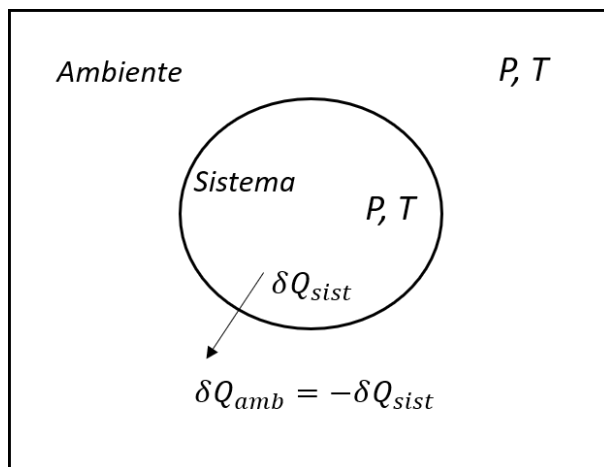 Ambiente
P, T
Sistema
P, T
δQ_sist
δQ_amb = −δQ_sist